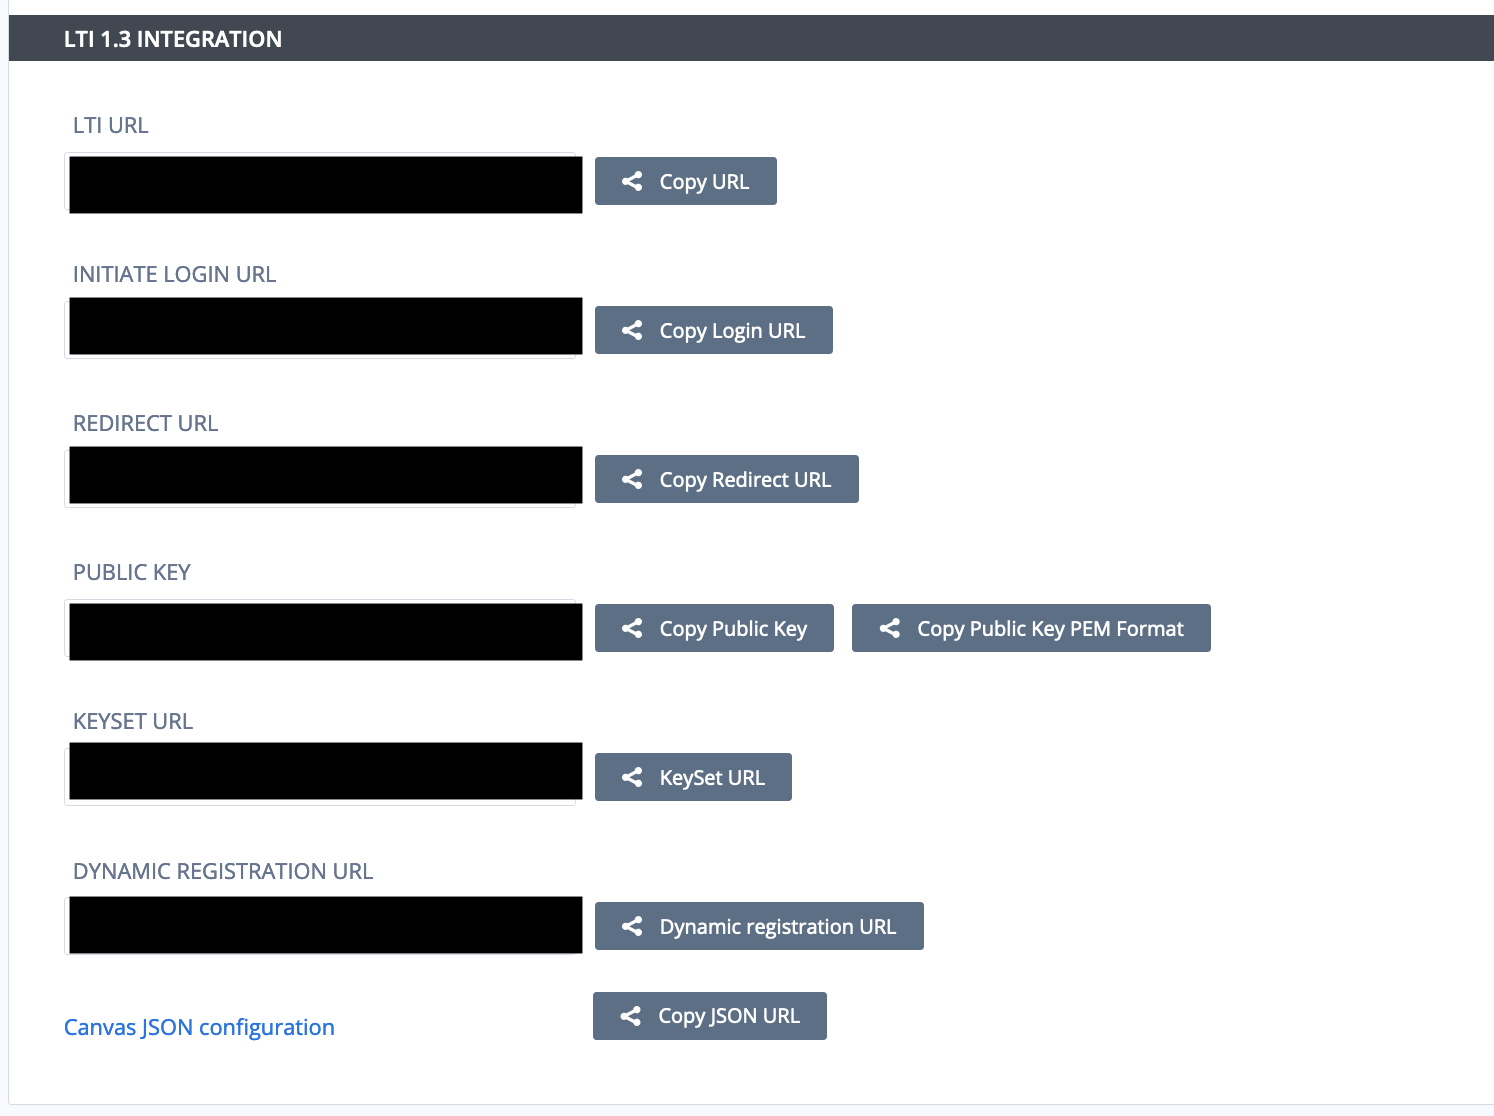 LTI 1.3 INTEGRATION
LTI URL
Copy URL
INITIATE LOGIN URL
Copy Login URL
REDIRECT URL
Copy Redirect URL
PUBLIC KEY
Copy Public Key
Copy Public Key PEM Format
KEYSET URL
KeySet URL
DYNAMIC REGISTRATION URL
Dynamic registration URL
Canvas JSON configuration
Copy JSON URL